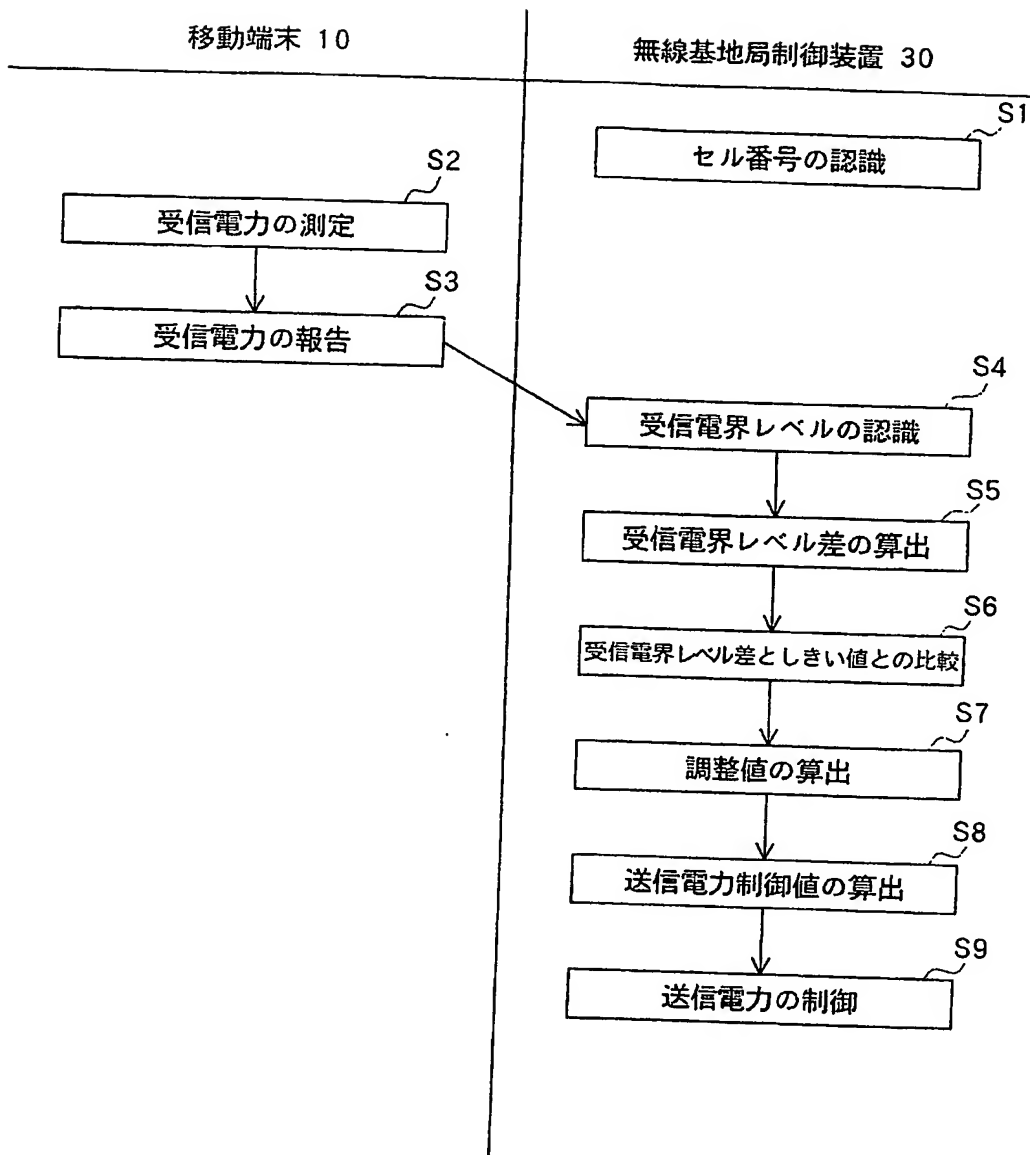 移動端末 10
無線基地局制御装置 30
S1
セル番号の認識
S2
受信電力の測定
S3
受信電力の報告
S4
受信電界レベルの認識
S5
受信電界レベル差の算出
S6
受信電界レベル差としきい値との比較
S7
調整値の算出
S8
送信電力制御値の算出
S9
送信電力の制御